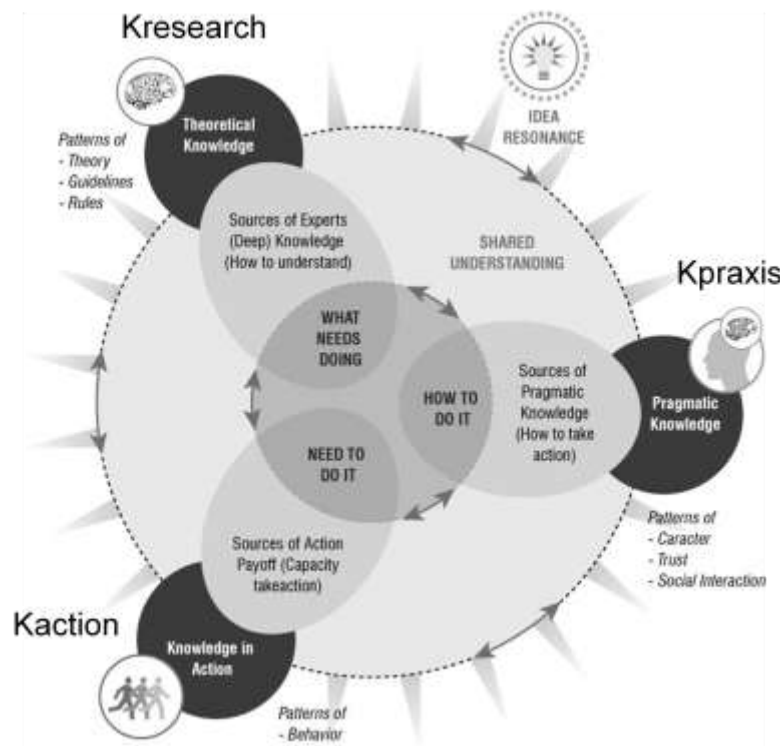 Kresearch
Theoretical
Knowledge
Patterns of
- Theory
- Guidelines
- Rules
IDEA
RESONANCE
Sources of Experts
(Deep) Knowledge
(How to understand)
SHARED
UNDERSTANDING
Kpraxis
WHAT
NEEDS
DOING
HOW TO
DO IT
Sources of
Pragmatic
Knowledge
(How to take
action)
Pragmatic
Knowledge
NEED TO
DO IT
Patterns of
- Caracter
- Trust
- Social Interaction
Sources of Action
Payoff (Capacity
takeaction)
Kaction
Knowledge in
Action
Patterns of
- Behavior